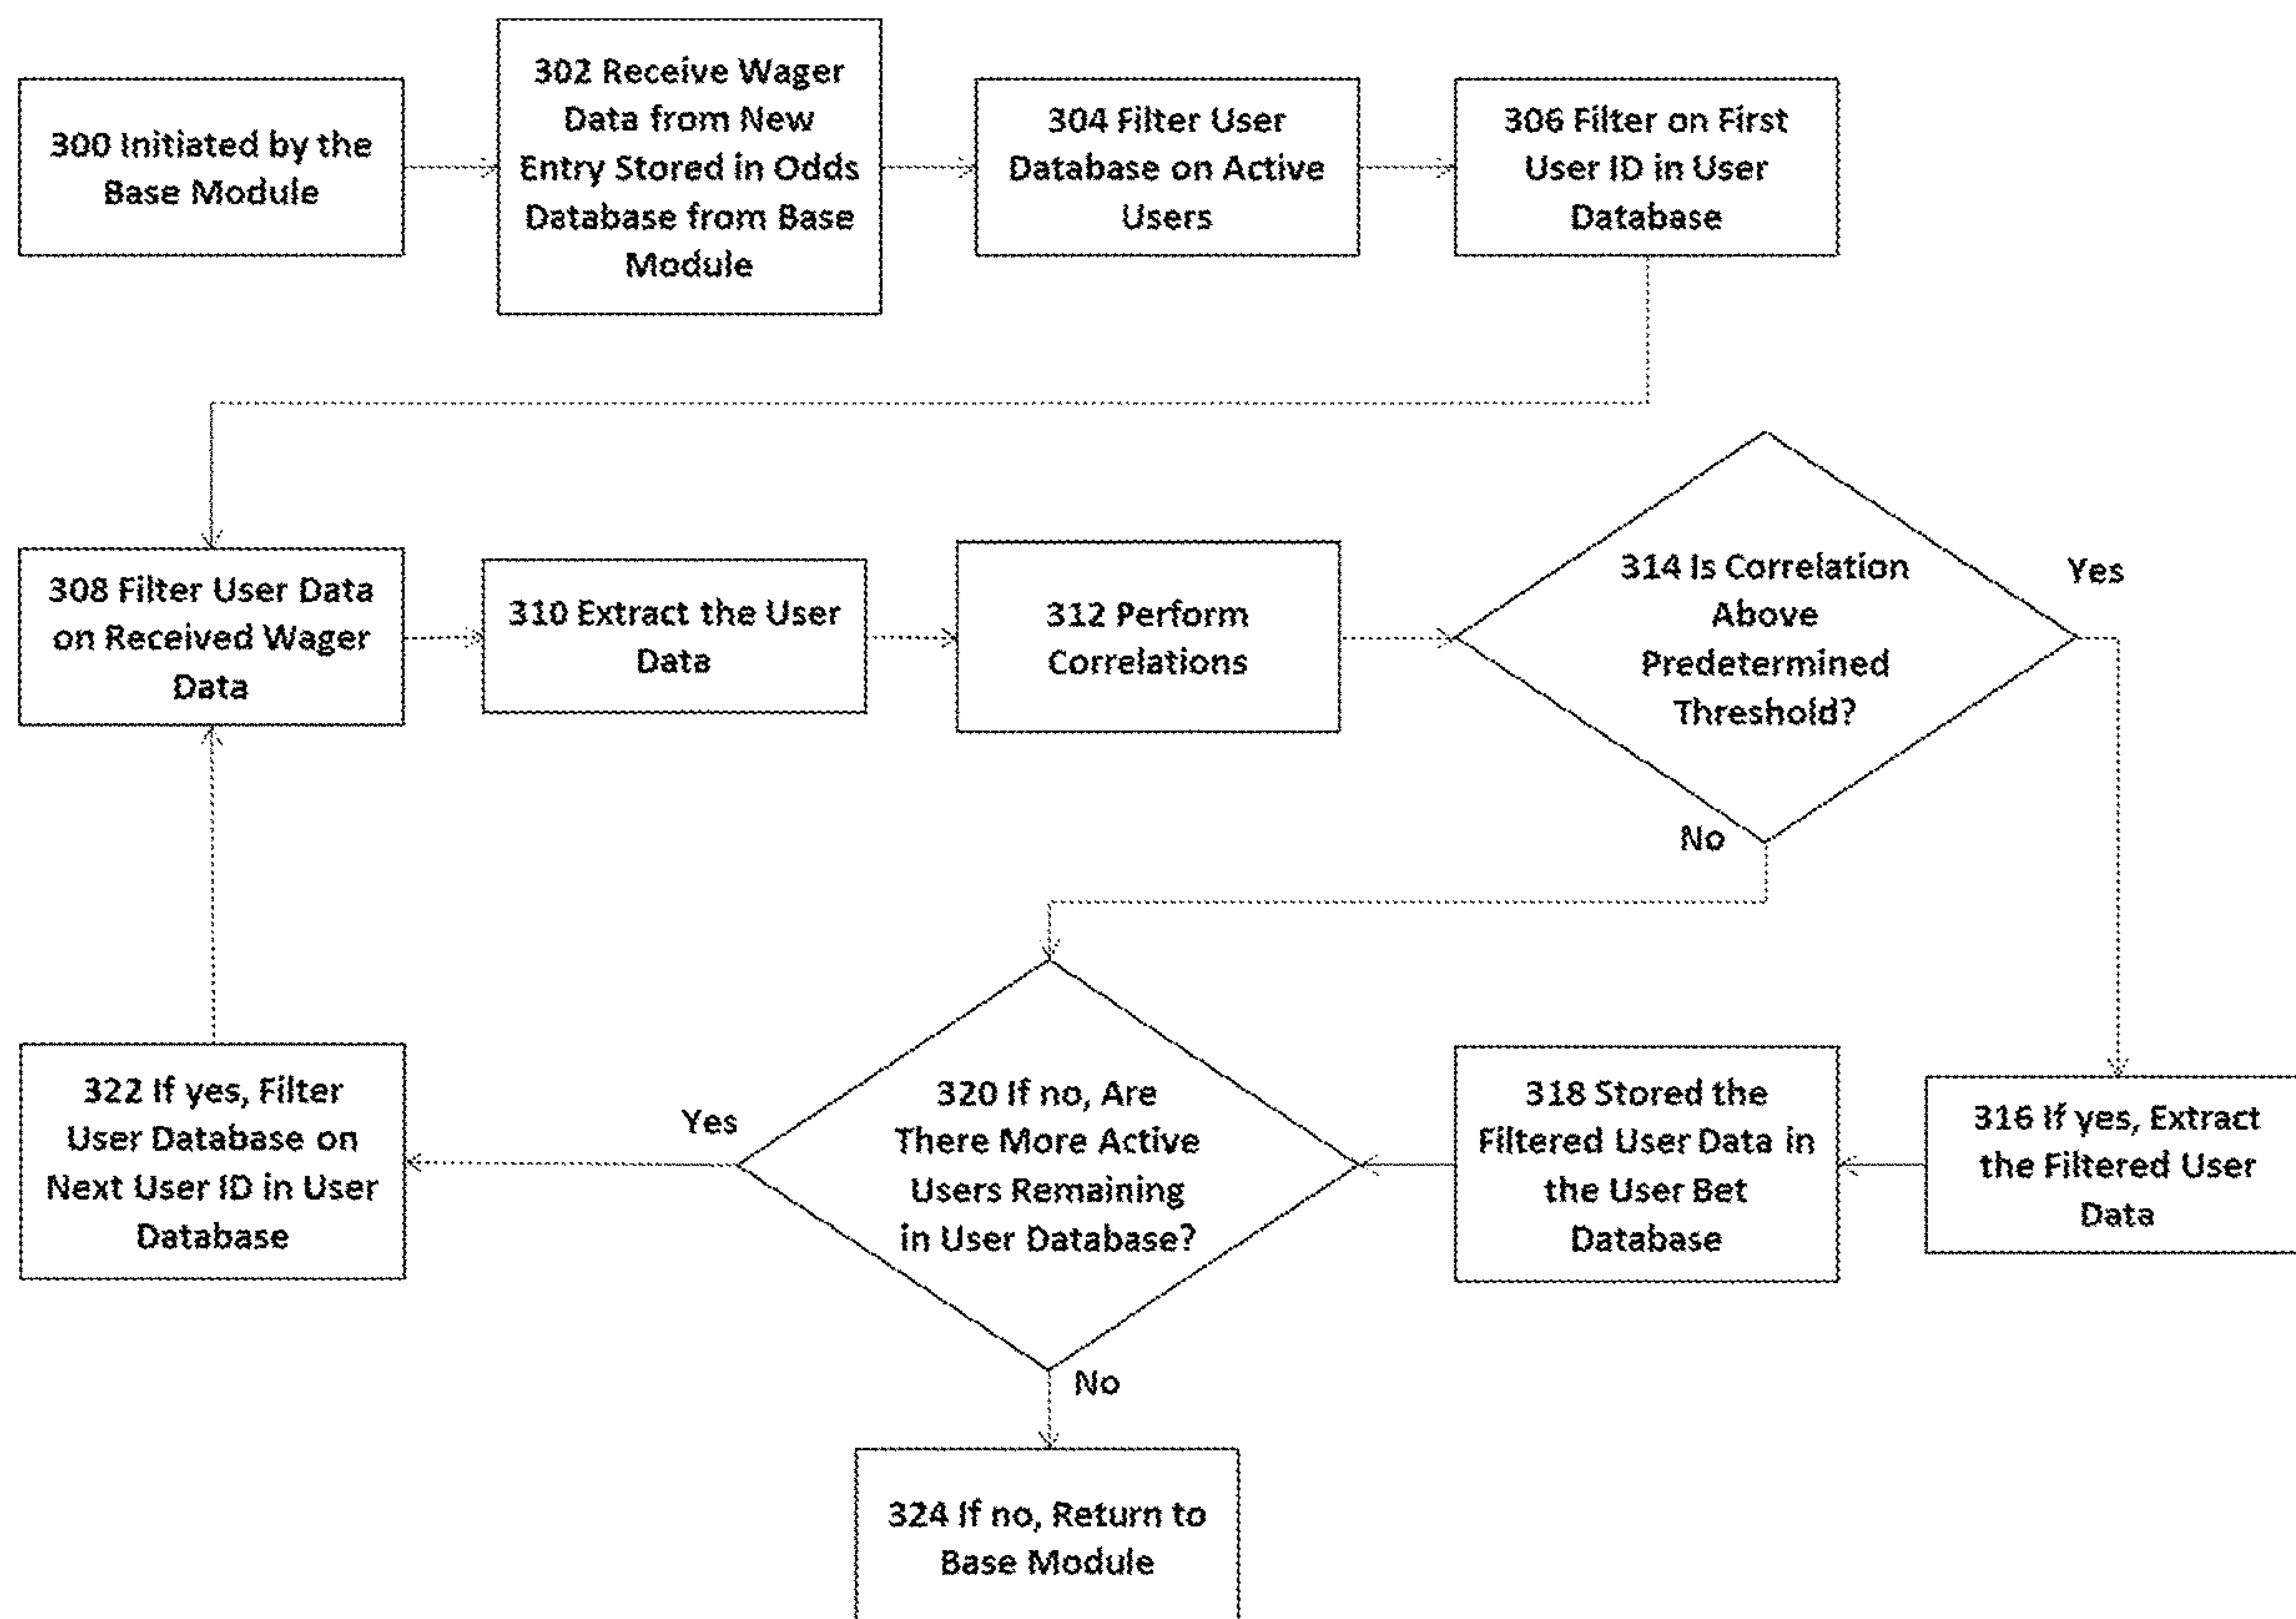 300 Initiated by the
Base Module
302 Receive Wager
Data from New
Entry Stored in Odds
Database from Base
Module
304 Filter User
Database on Active
Users
306 Filter on First
User ID in User
Database
308 Filter User Data
on Received Wager
Data
310 Extract the User
Data
312 Perform
Correlations
314 Is Correlation
Above
Predetermined
Threshold?
Yes
No
316 If yes, Extract
the Filtered User
Data
318 Stored the
Filtered User Data in
the User Bet
Database
320 If no, Are
There More Active
Users Remaining
in User Database?
Yes
No
322 If yes, Filter
User Database on
Next User ID in User
Database
324 If no, Return to
Base Module